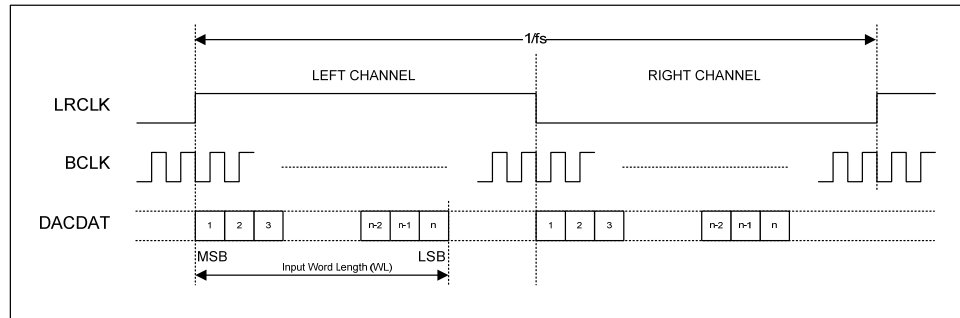 1/fs
LEFT CHANNEL RIGHT CHANNEL
LRCLK
BCLK
DACDAT
1 2 3 n-2 n-1 n 1 2 3 n-2 n-1 n
MSB LSB
Input Word Length (WL)